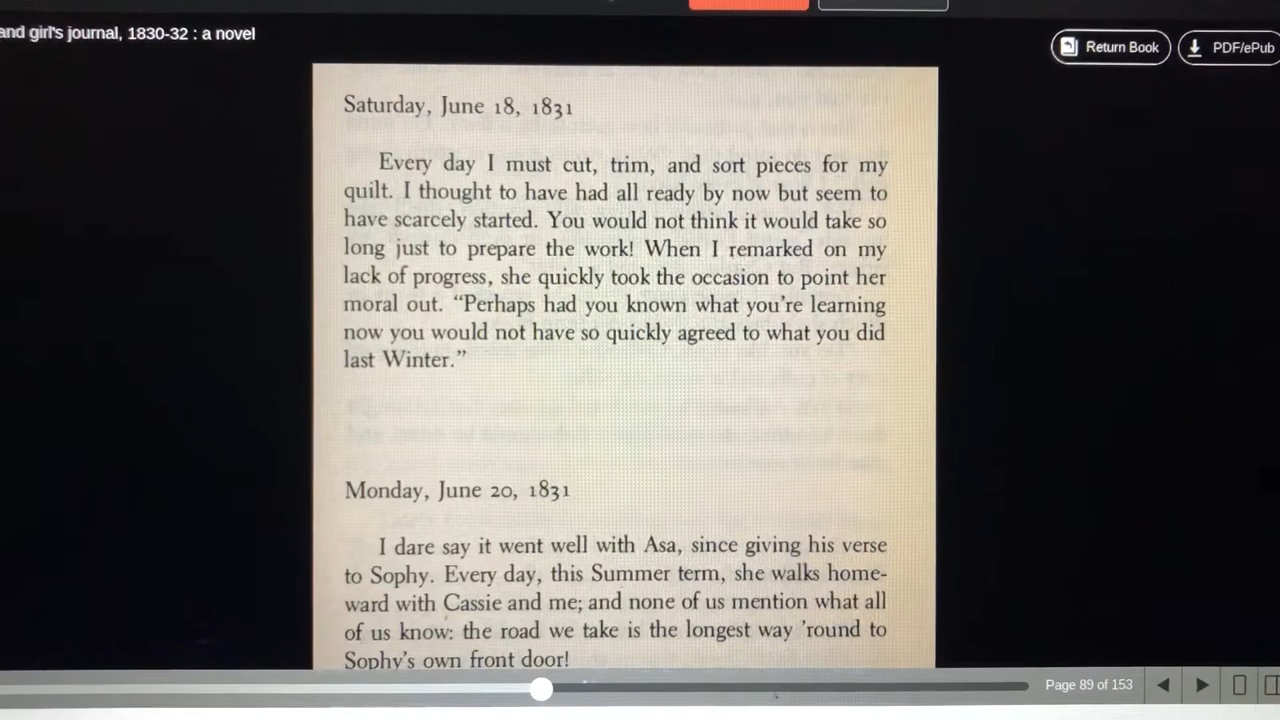 and girl's journal, 1830-32 : a novel
Return Book
PDF/ePub
Saturday, June 18, 1831
Every day I must cut, trim, and sort pieces for my
quilt. I thought to have had all ready by now but seem to
have scarcely started. You would not think it would take so
long just to prepare the work! When I remarked on my
lack of progress, she quickly took the occasion to point her
moral out. “Perhaps had you known what you’re learning
now you would not have so quickly agreed to what you did
last Winter.”
Monday, June 20, 1831
I dare say it went well with Asa, since giving his verse
to Sophy. Every day, this Summer term, she walks home-
ward with Cassie and me; and none of us mention what all
of us know: the road we take is the longest way ’round to
Sophy’s own front door!
Page 89 of 153